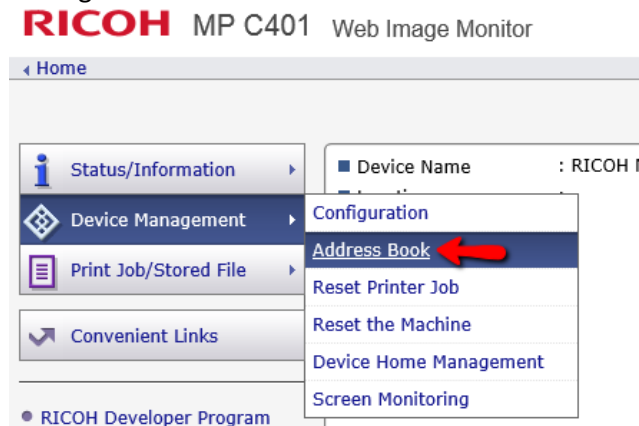 RICOH MP C401 Web Image Monitor
Home
Status/Information
Device Name : RICOH
Device Management
Configuration
Address Book
Print Job/Stored File
Reset Printer Job
Reset the Machine
Convenient Links
Device Home Management
Screen Monitoring
RICOH Developer Program